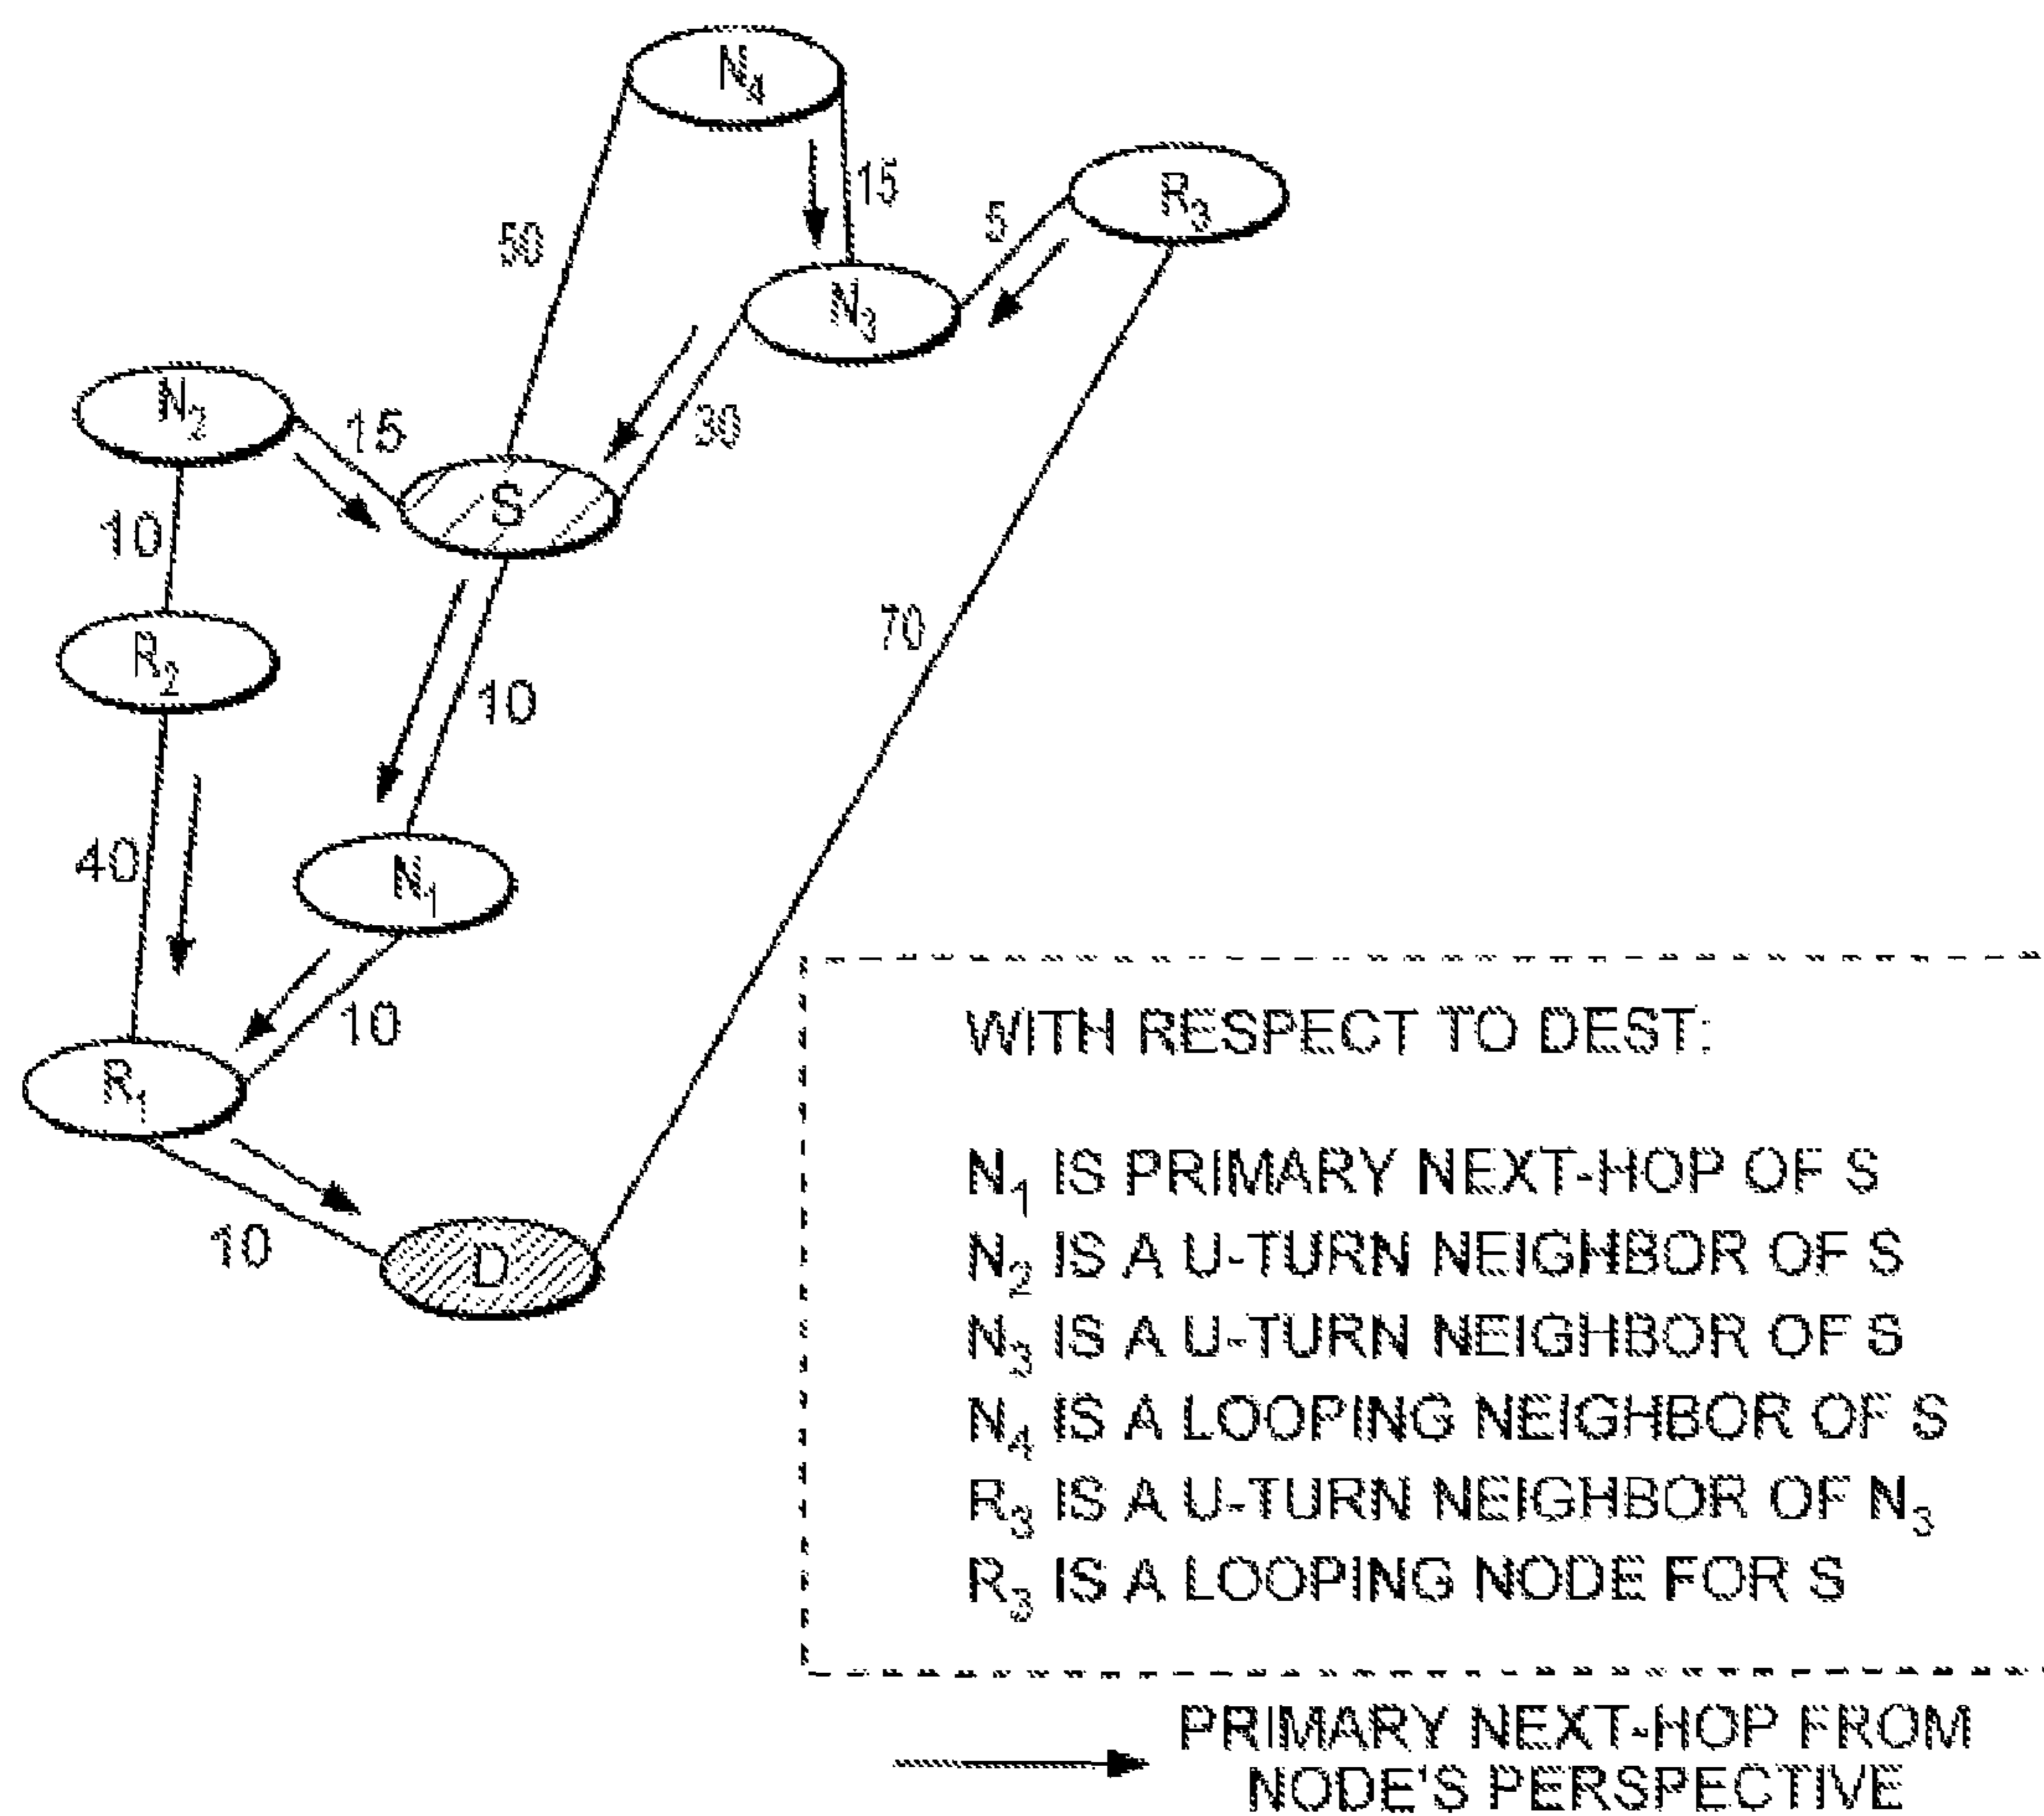 N4
15
R3
50
5
N3
N2
15
30
S
10
R2
70
10
40
N1
10
R1
10
D
WITH RESPECT TO DEST:
N1 IS PRIMARY NEXT-HOP OF S
N2 IS A U-TURN NEIGHBOR OF S
N3 IS A U-TURN NEIGHBOR OF S
N4 IS A LOOPING NEIGHBOR OF S
R3 IS A U-TURN NEIGHBOR OF N3
R3 IS A LOOPING NODE FOR S
PRIMARY NEXT-HOP FROM
NODE'S PERSPECTIVE